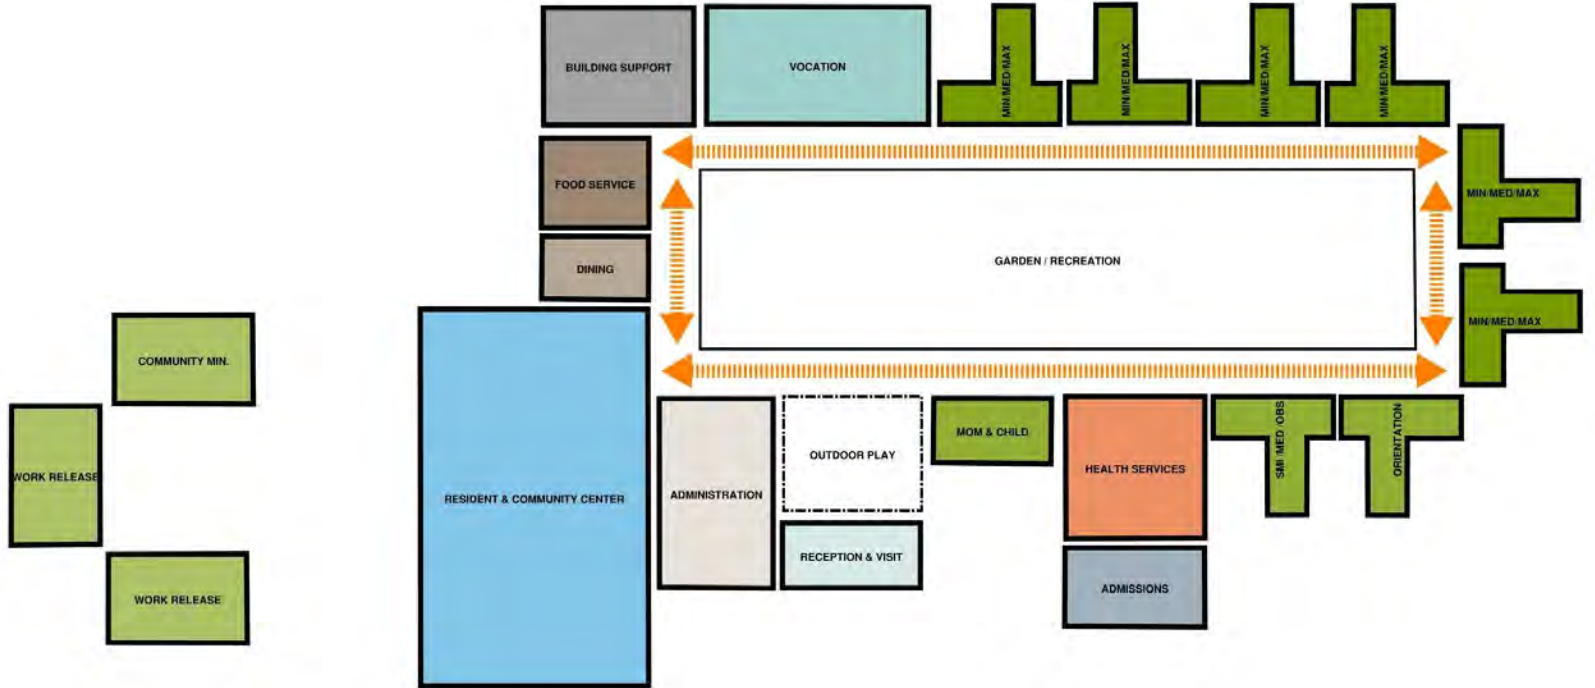 BUILDING SUPPORT
VOCATION
MIN/MED/MAX
MIN/MED/MAX
MIN/MED/MAX
MIN/MED/MAX
FOOD SERVICE
MIN/MED/MAX
DINING
GARDEN / RECREATION
MIN/MED/MAX
COMMUNITY MIN.
WORK RELEASE
WORK RELEASE
RESIDENT & COMMUNITY CENTER
ADMINISTRATION
OUTDOOR PLAY
RECEPTION & VISIT
MOM & CHILD
HEALTH SERVICES
ADMISSIONS
SMI /MED /OBS
ORIENTATION